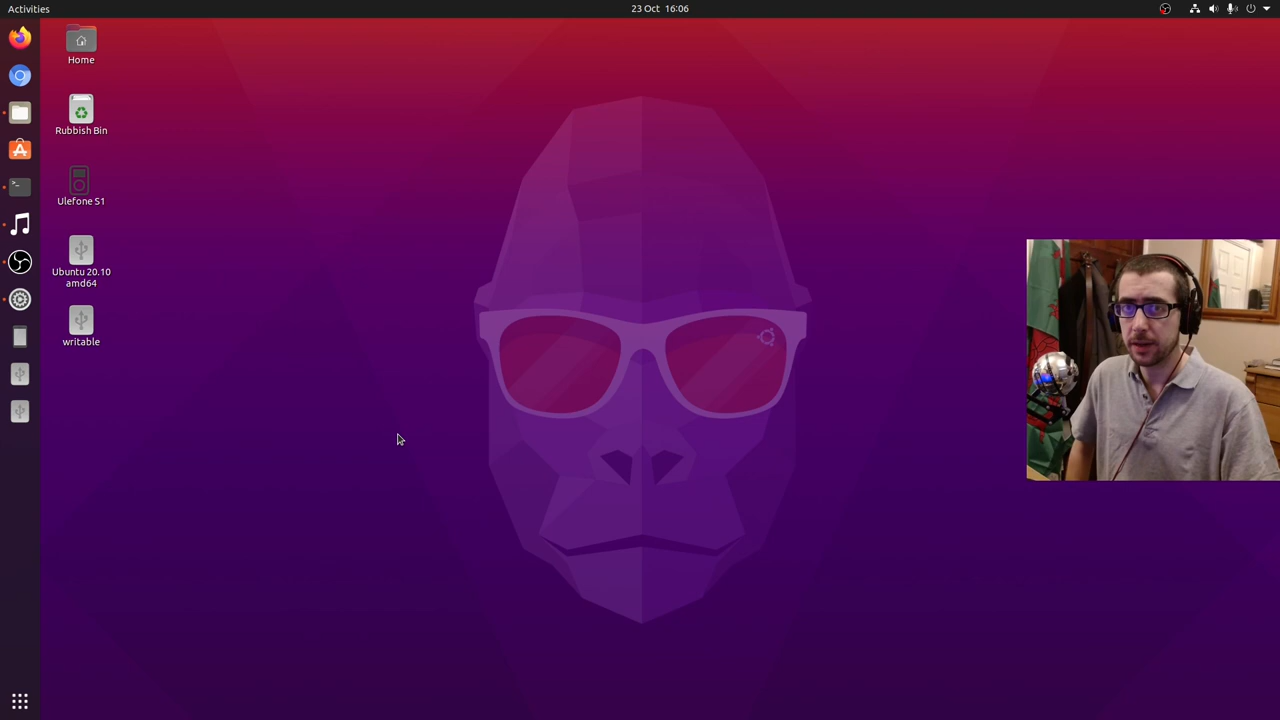 Activities
23 Oct 16:06
Home
Rubbish Bin
Ulefone S1
Ubuntu 20.10
amd64
writable